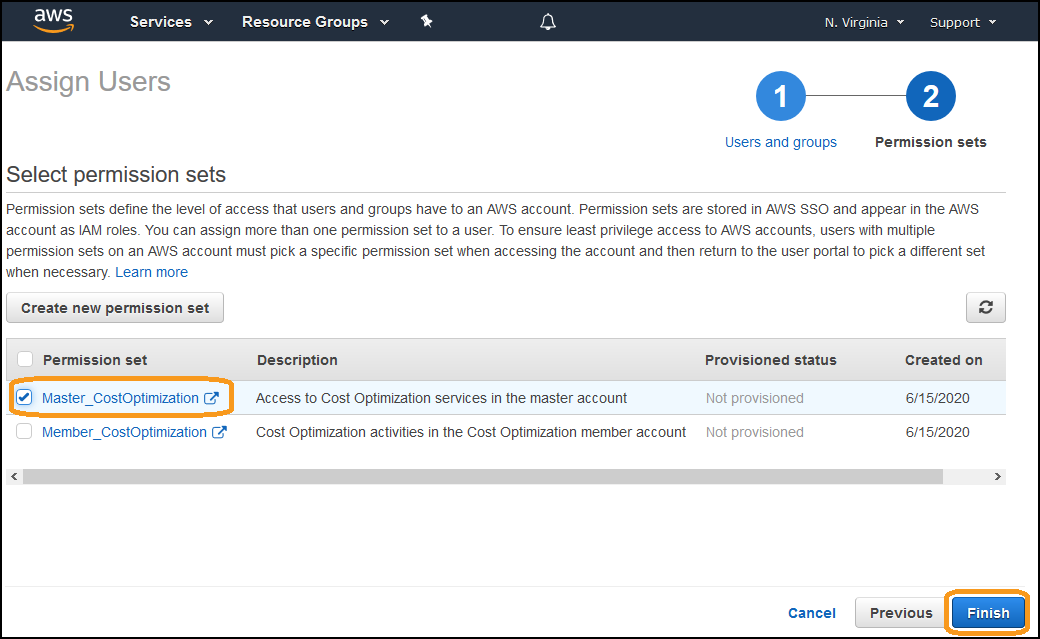 aws Services Resource Groups N. Virginia Support
Assign Users
1 2
Users and groups Permission sets
Select permission sets
Permission sets define the level of access that users and groups have to an AWS account. Permission sets are stored in AWS SSO and appear in the AWS
account as IAM roles. You can assign more than one permission set to a user. To ensure least privilege access to AWS accounts, users with multiple
permission sets on an AWS account must pick a specific permission set when accessing the account and then return to the user portal to pick a different set
when necessary. Learn more
Create new permission set
Permission set Description Provisioned status Created on
Master_CostOptimization Access to Cost Optimization services in the master account Not provisioned 6/15/2020
Member_CostOptimization Cost Optimization activities in the Cost Optimization member account Not provisioned 6/15/2020
Cancel Previous Finish